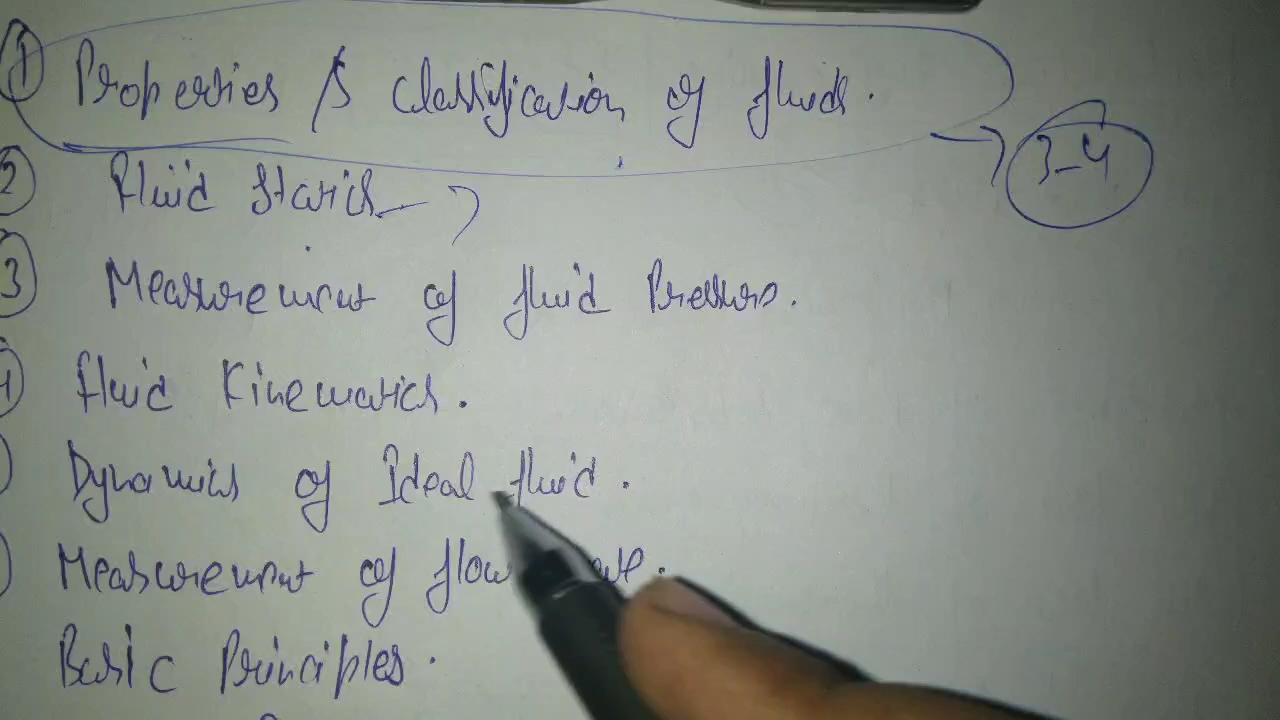 ① Properties & Classification of fluid.
→ 3-4
② Fluid Statics →
③ Measurement of fluid Pressure.
Fluid Kinematics.
Dynamics of Ideal fluid.
Measurement of flow
Basic Principles.